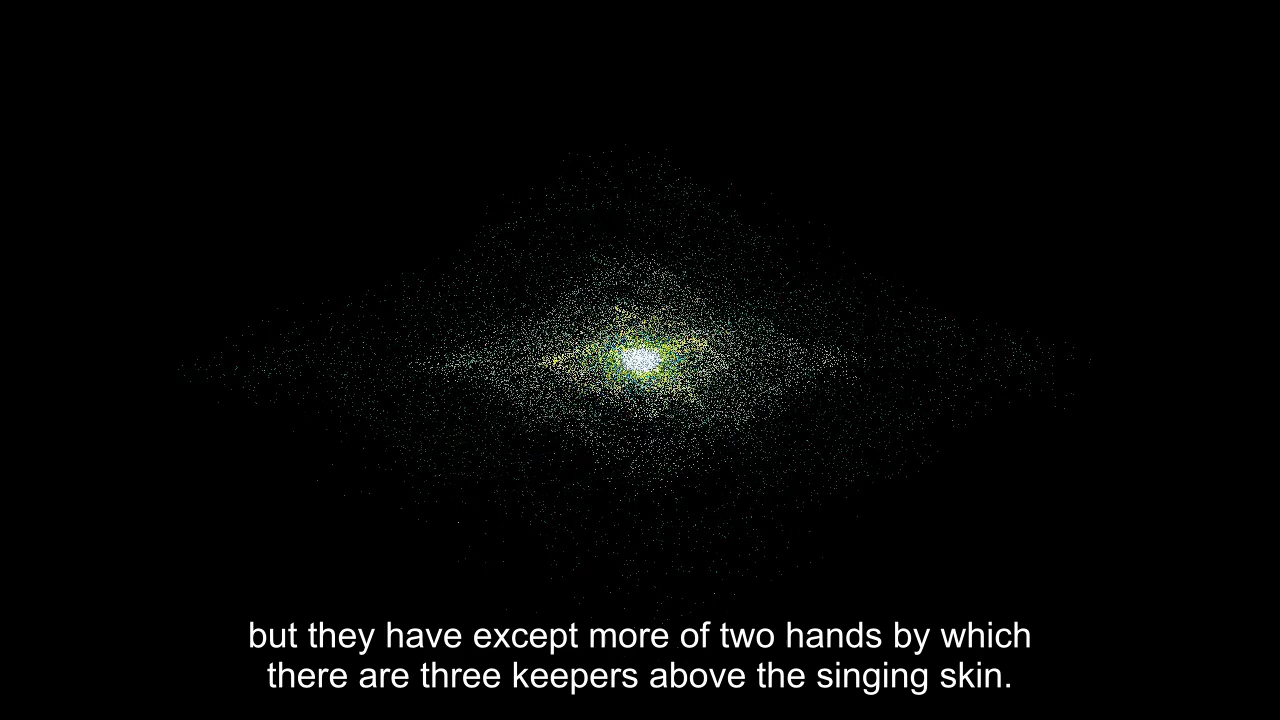 but they have except more of two hands by which
there are three keepers above the singing skin.